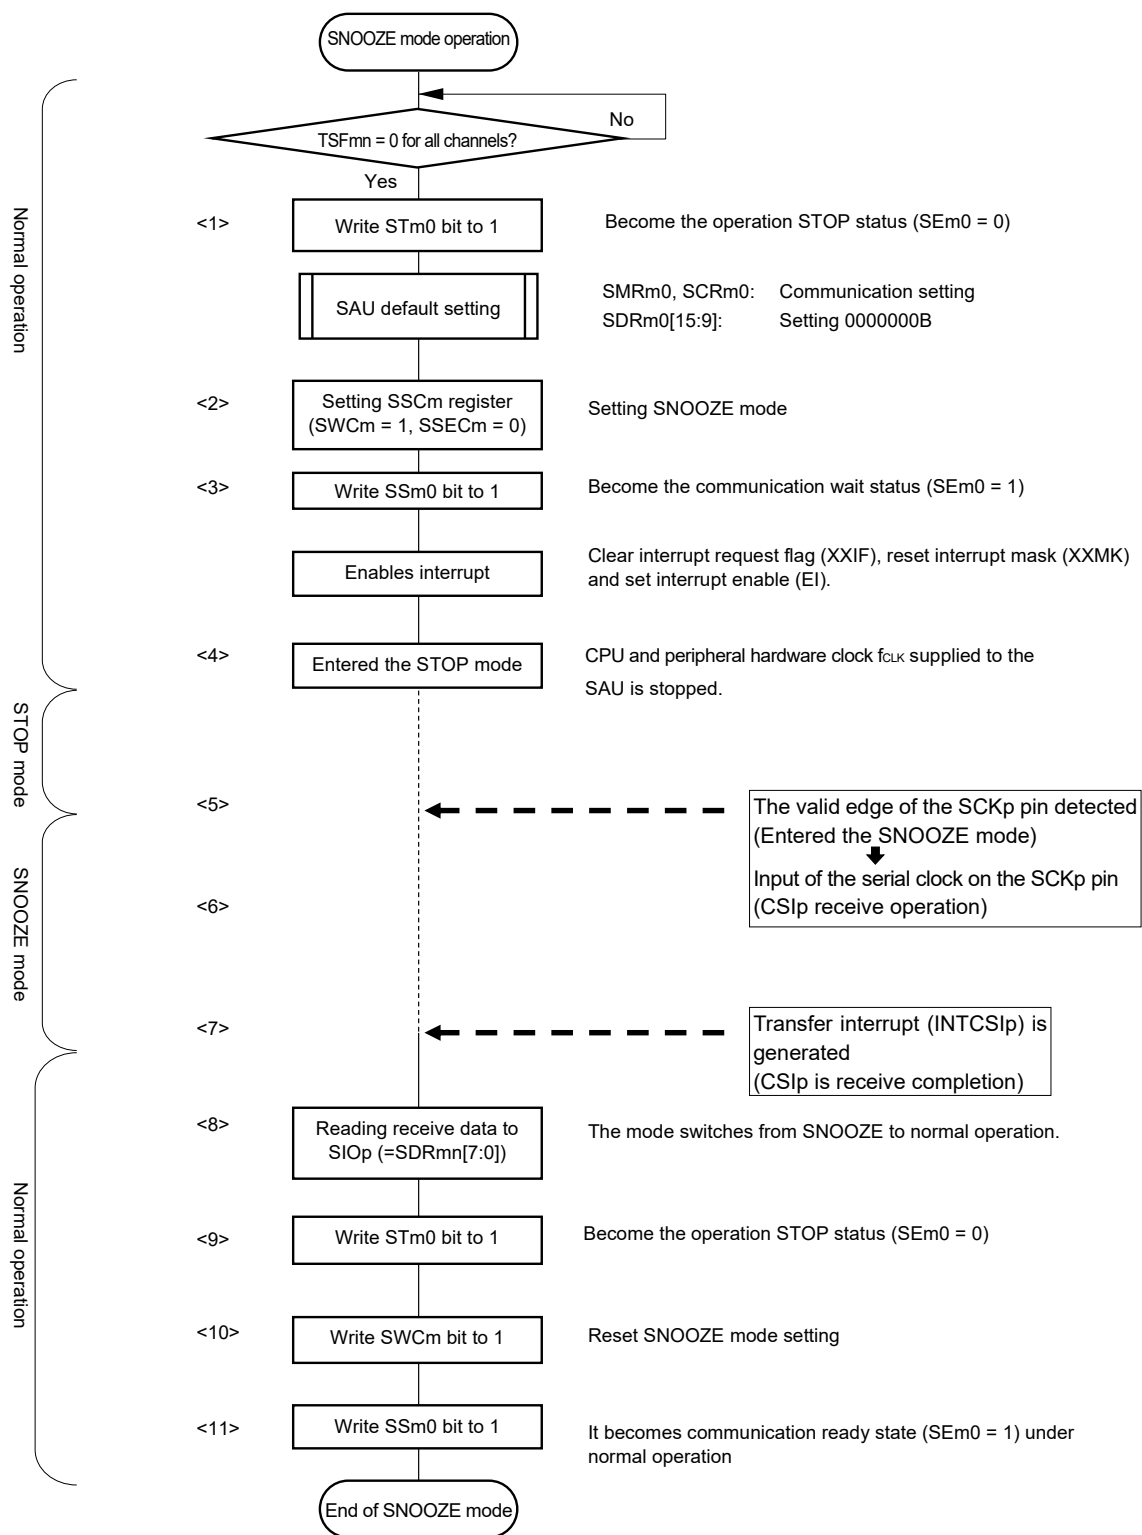 SNOOZE mode operation
No
TSFmn = 0 for all channels?
Yes
<1>
Write STm0 bit to 1
Become the operation STOP status (SEm0 = 0)
SAU default setting
SMRm0, SCRm0: Communication setting
SDRm0[15:9]: Setting 0000000B
Normal operation
<2>
Setting SSCm register
(SWCm = 1, SSECm = 0)
Setting SNOOZE mode
<3>
Write SSm0 bit to 1
Become the communication wait status (SEm0 = 1)
Enables interrupt
Clear interrupt request flag (XXIF), reset interrupt mask (XXMK)
and set interrupt enable (EI).
<4>
Entered the STOP mode
CPU and peripheral hardware clock fCLK supplied to the
SAU is stopped.
STOP mode
<5>
The valid edge of the SCKp pin detected
(Entered the SNOOZE mode)
Input of the serial clock on the SCKp pin
(CSIp receive operation)
SNOOZE mode
<6>
<7>
Transfer interrupt (INTCSIp) is
generated
(CSIp is receive completion)
<8>
Reading receive data to
SIOp (=SDRmn[7:0])
The mode switches from SNOOZE to normal operation.
Normal operation
<9>
Write STm0 bit to 1
Become the operation STOP status (SEm0 = 0)
<10>
Write SWCm bit to 1
Reset SNOOZE mode setting
<11>
Write SSm0 bit to 1
It becomes communication ready state (SEm0 = 1) under
normal operation
End of SNOOZE mode